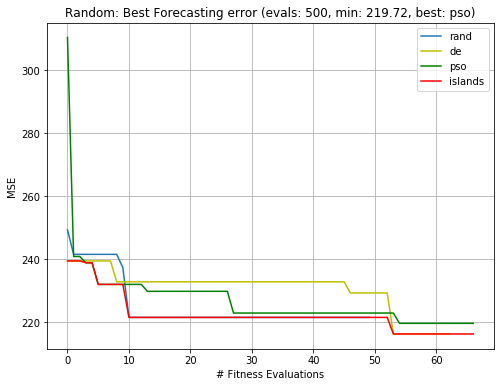 Random: Best Forecasting error (evals: 500, min: 219.72, best: pso)
rand
de
pso
islands
300
280
260
240
220
MSE
0 10 20 30 40 50 60
# Fitness Evaluations